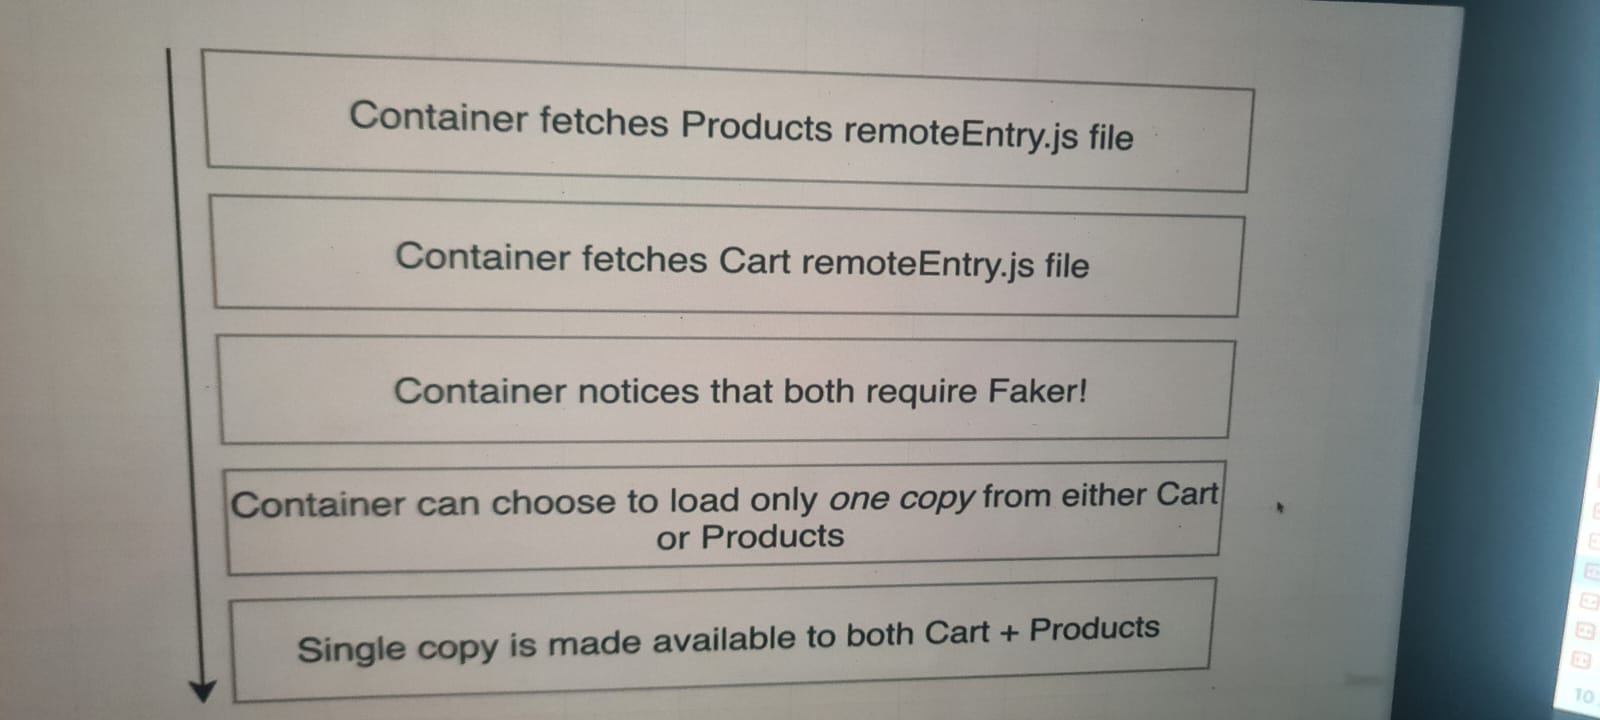 Container fetches Products remoteEntry.js file
Container fetches Cart remoteEntry.js file
Container notices that both require Faker!
Container can choose to load only one copy from either Cart
or Products
Single copy is made available to both Cart + Products
10